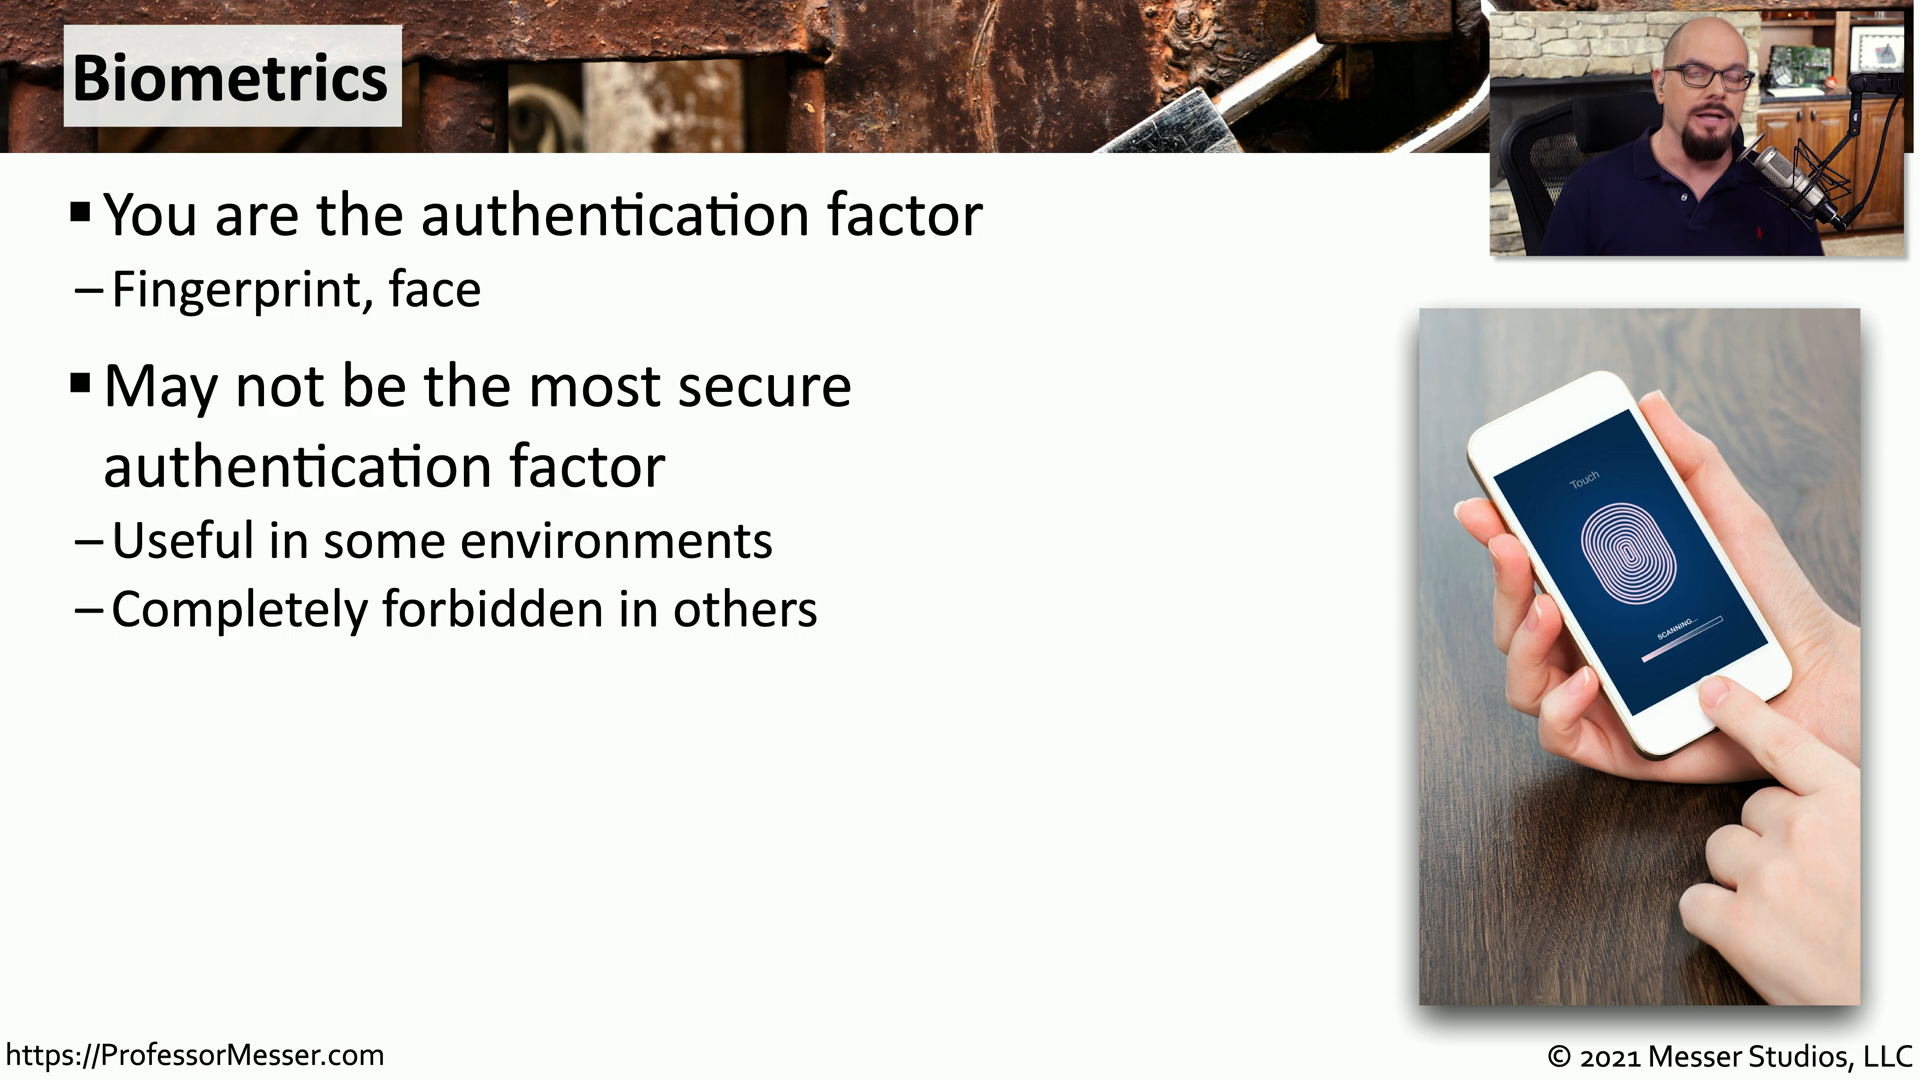 Biometrics
▪ You are the authentication factor
– Fingerprint, face
▪ May not be the most secure
authentication factor
– Useful in some environments
– Completely forbidden in others
Touch
SCANNING...
https://ProfessorMesser.com
© 2021 Messer Studios, LLC